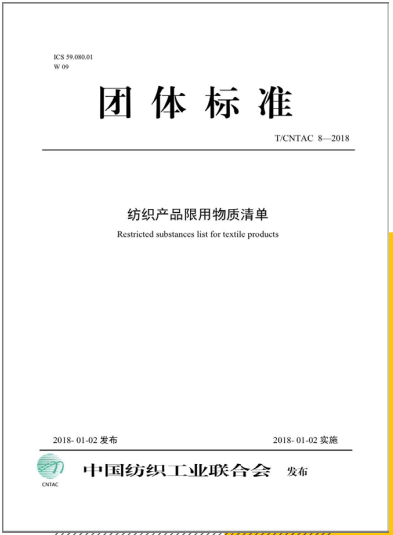 ICS 59.080.01
W 09
团体标准
T/CNTAC 8—2018
纺织产品限用物质清单
Restricted substances list for textile products
2018- 01-02 发布
2018- 01-02 实施
CNTAC
中国纺织工业联合会 发布